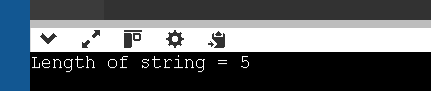 Length of string = 5